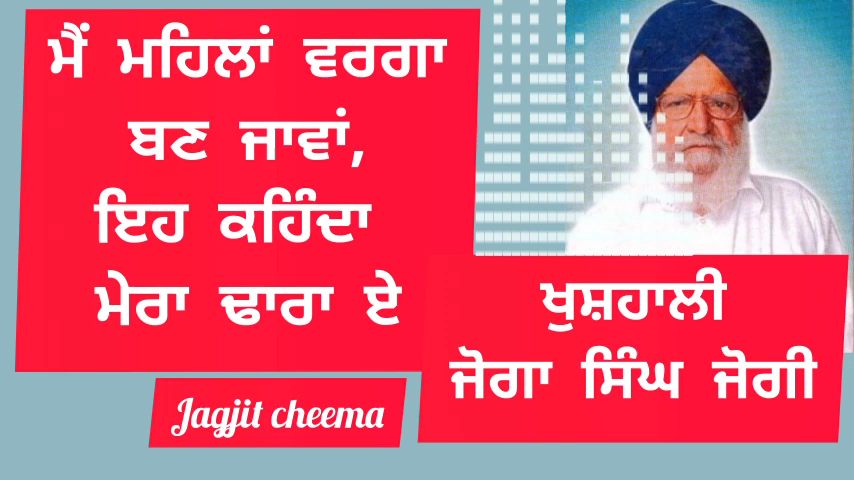 ਮੈਂ ਮਹਿਲਾਂ ਵਰਗਾ
ਬਣ ਜਾਵਾਂ,
ਇਹ ਕਹਿੰਦਾ
ਮੇਰਾ ਢਾਰਾ ਏ
ਖੁਸ਼ਹਾਲੀ
ਜੋਗਾ ਸਿੰਘ ਜੋਗੀ
Jagjit cheema